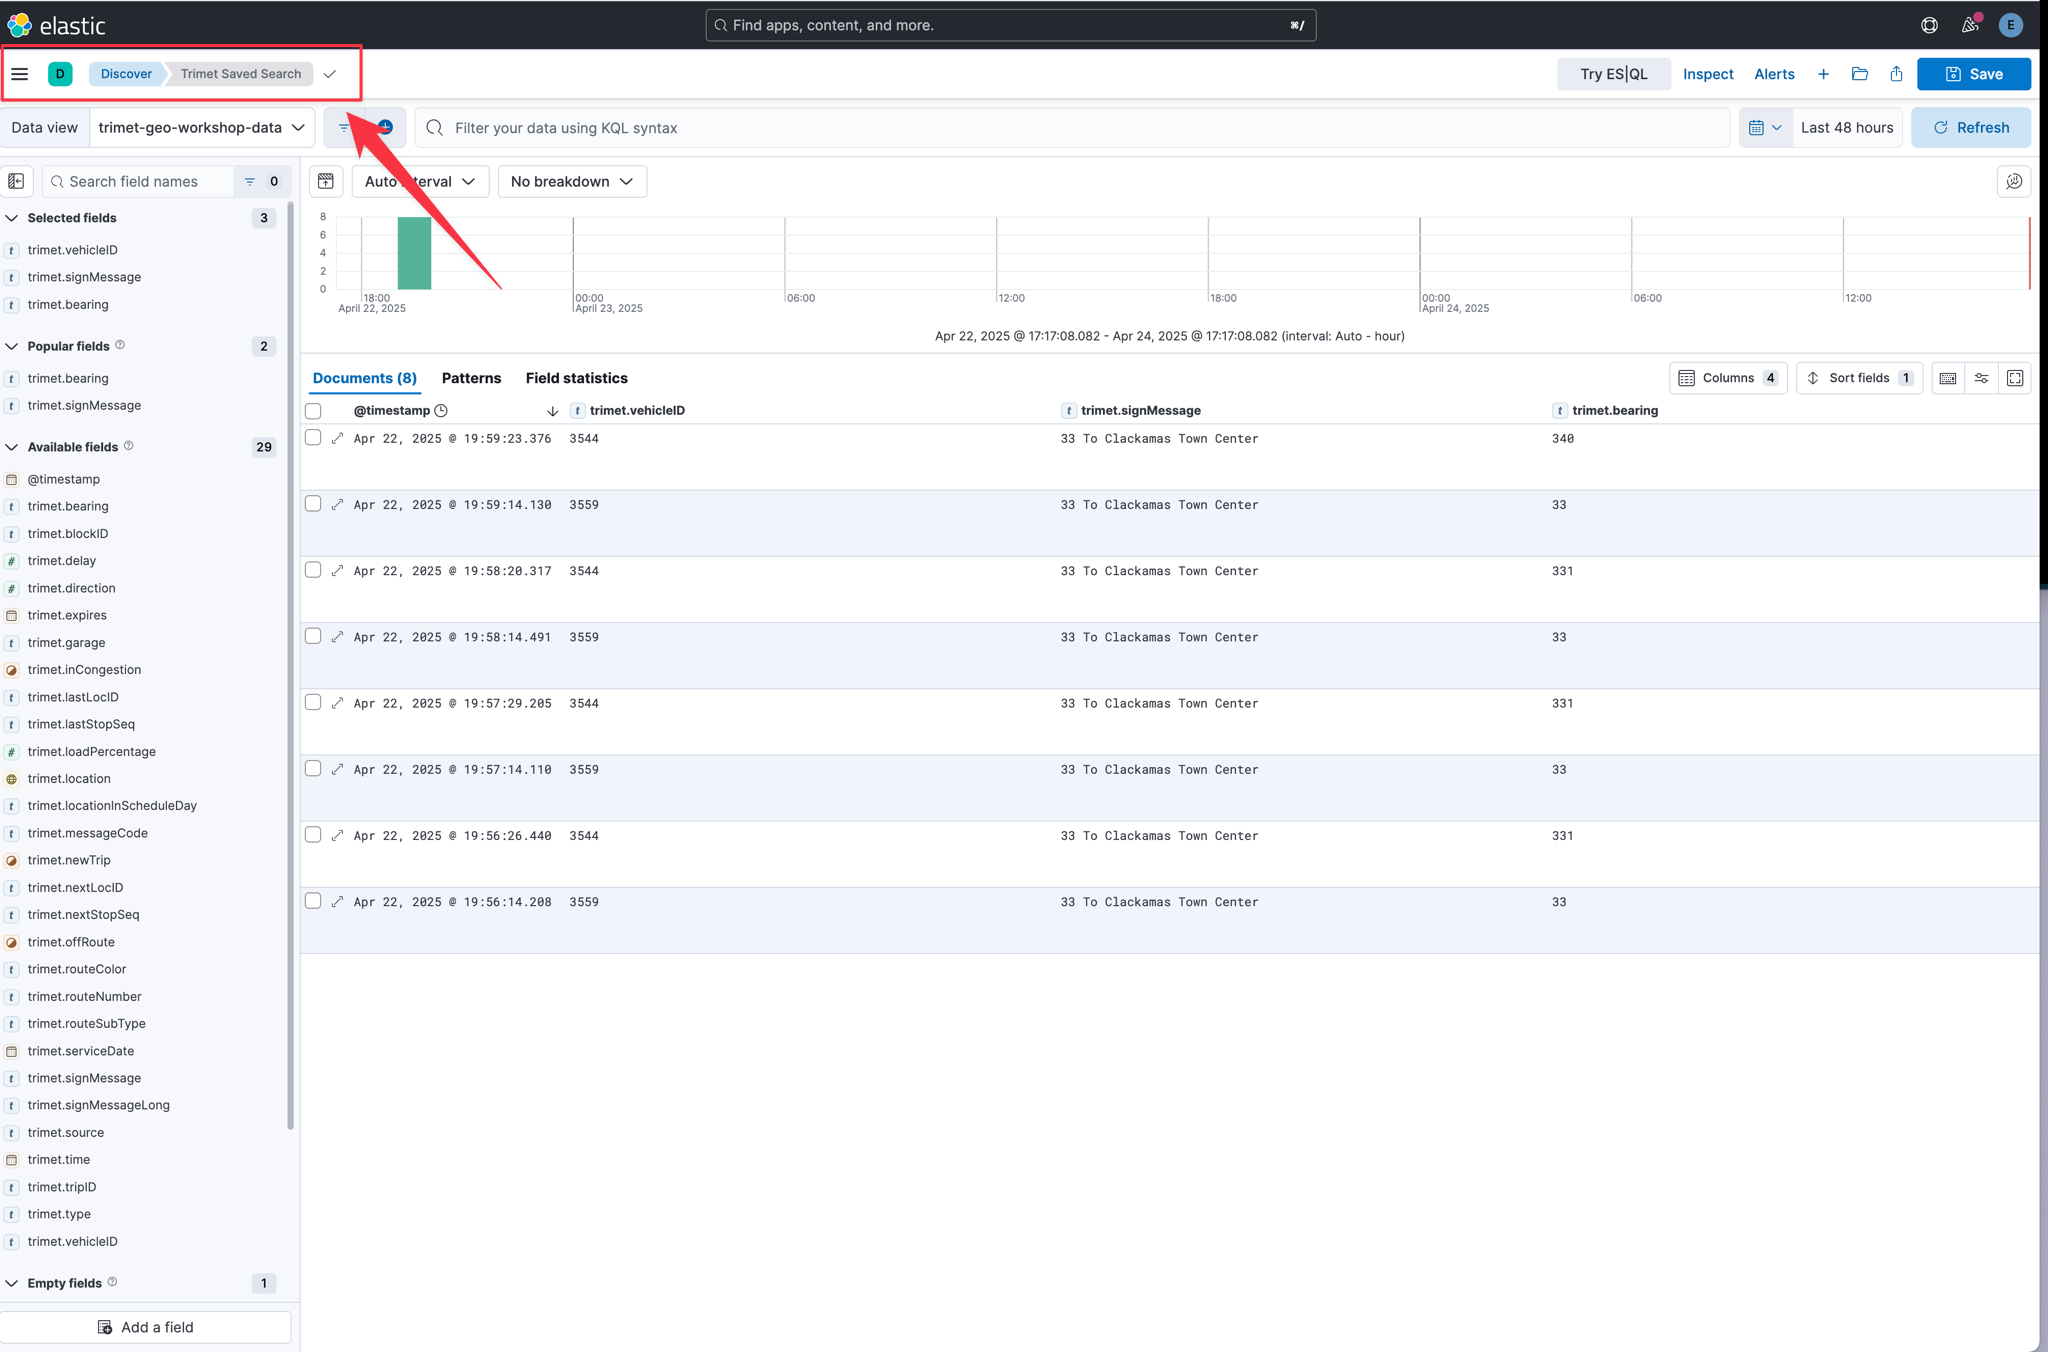 elastic
Find apps, content, and more.
⌘/
E
D
Discover
Trimet Saved Search
Try ES|QL
Inspect
Alerts
Save
Data view
trimet-geo-workshop-data
Filter your data using KQL syntax
Last 48 hours
Refresh
Search field names
0
No breakdown
Selected fields
3
trimet.vehicleID
trimet.signMessage
trimet.bearing
Popular fields
2
trimet.bearing
trimet.signMessage
Available fields
29
@timestamp
trimet.bearing
trimet.blockID
trimet.delay
trimet.direction
trimet.expires
trimet.garage
trimet.inCongestion
trimet.lastLocID
trimet.lastStopSeq
trimet.loadPercentage
trimet.location
trimet.locationInScheduleDay
trimet.messageCode
trimet.newTrip
trimet.nextLocID
trimet.nextStopSeq
trimet.offRoute
trimet.routeColor
trimet.routeNumber
trimet.routeSubType
trimet.serviceDate
trimet.signMessage
trimet.signMessageLong
trimet.source
trimet.time
trimet.tripID
trimet.type
trimet.vehicleID
Empty fields
1
Add a field
8
6
4
2
0
18:00 00:00 06:00 12:00 18:00 00:00 06:00 12:00
April 22, 2025 April 23, 2025 April 24, 2025
Apr 22, 2025 @ 17:17:08.082 - Apr 24, 2025 @ 17:17:08.082 (interval: Auto - hour)
Documents (8)
Patterns
Field statistics
Columns 4
Sort fields 1
@timestamp trimet.vehicleID trimet.signMessage trimet.bearing
Apr 22, 2025 @ 19:59:23.376 3544 33 To Clackamas Town Center 340
Apr 22, 2025 @ 19:59:14.130 3559 33 To Clackamas Town Center 33
Apr 22, 2025 @ 19:58:20.317 3544 33 To Clackamas Town Center 331
Apr 22, 2025 @ 19:58:14.491 3559 33 To Clackamas Town Center 33
Apr 22, 2025 @ 19:57:29.205 3544 33 To Clackamas Town Center 331
Apr 22, 2025 @ 19:57:14.110 3559 33 To Clackamas Town Center 33
Apr 22, 2025 @ 19:56:26.440 3544 33 To Clackamas Town Center 331
Apr 22, 2025 @ 19:56:14.208 3559 33 To Clackamas Town Center 33